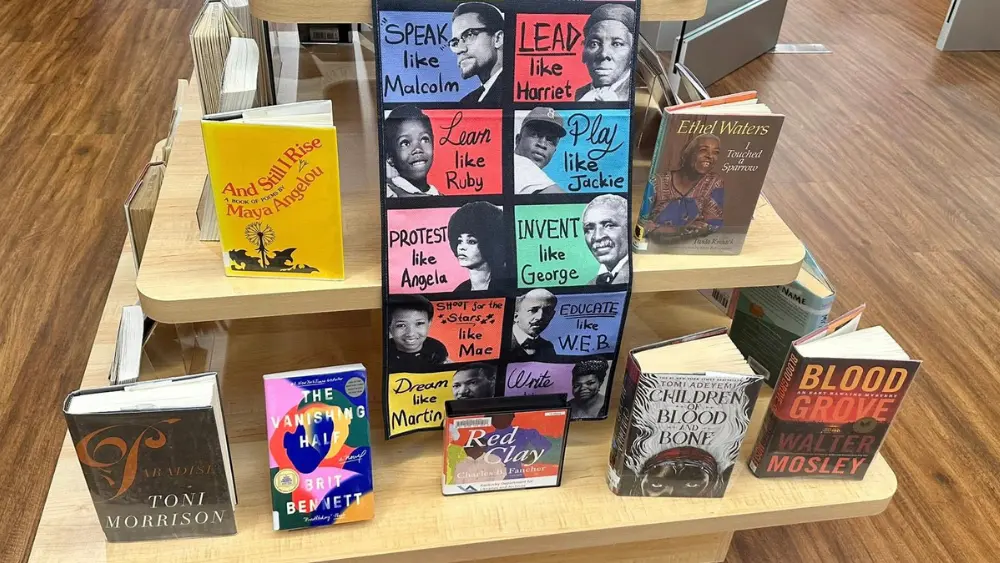 "SPEAK"
like
Malcolm
LEAD
like
Harriet
Learn
like
Ruby
Play
like
Jackie
PROTEST
like
Angela
INVENT
like
George
SHOOT for the
"Stars"
like
Mae
EDUCATE
like
W.E.B
Dream
like
Martin
Write
And Still I Rise
A BOOK OF POEMS BY
Maya Angelou
Ethel Waters
I
Touched a
Sparrow
PARADISE
TONI
MORRISON
THE
VANISHING
HALF
a novel
BRIT
BENNETT
Red
Clay
Charles B. Fancher
TOMI ADEYEMI
CHILDREN
OF
BLOOD
AND
BONE
NAME
BLOOD
GROVE
WALTER
MOSLEY